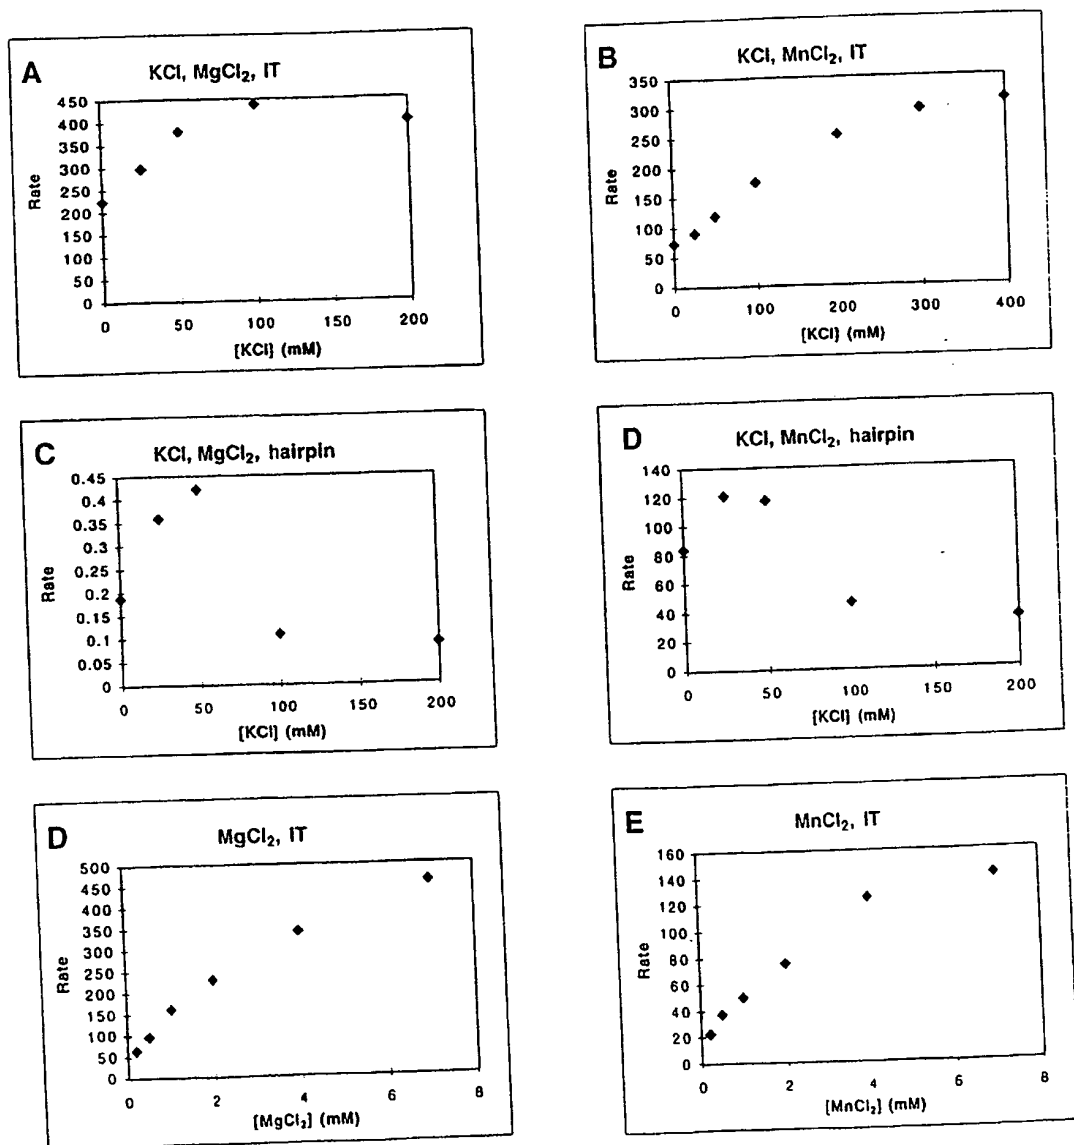 A
KCl, MgCl₂, IT
450
400
350
300
250
200
150
100
50
0
Rate
0 50 100 150 200
[KCl] (mM)
B
KCl, MnCl₂, IT
350
300
250
200
150
100
50
0
Rate
0 100 200 300 400
[KCl] (mM)
C
KCl, MgCl₂, hairpin
0.45
0.4
0.35
0.3
0.25
0.2
0.15
0.1
0.05
0
Rate
0 50 100 150 200
[KCl] (mM)
D
KCl, MnCl₂, hairpin
140
120
100
80
60
40
20
0
Rate
0 50 100 150 200
[KCl] (mM)
D
MgCl₂, IT
500
450
400
350
300
250
200
150
100
50
0
Rate
0 2 4 6 8
[MgCl₂] (mM)
E
MnCl₂, IT
160
140
120
100
80
60
40
20
0
Rate
0 2 4 6 8
[MnCl₂] (mM)